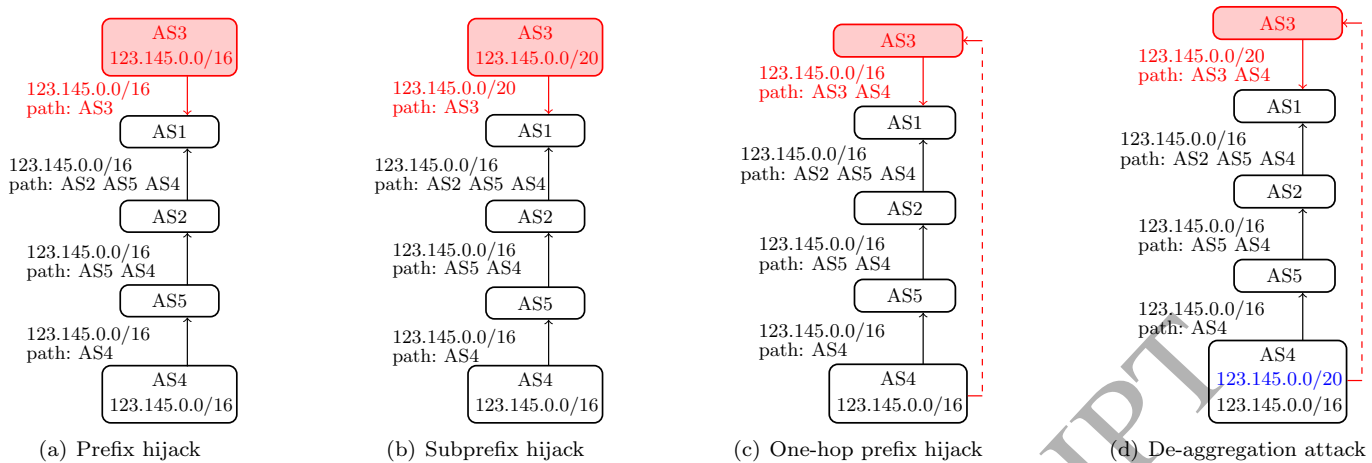 AS3
123.145.0.0/16
123.145.0.0/16
path: AS3
AS1
123.145.0.0/16
path: AS2 AS5 AS4
AS2
123.145.0.0/16
path: AS5 AS4
AS5
123.145.0.0/16
path: AS4
AS4
123.145.0.0/16
(a) Prefix hijack
AS3
123.145.0.0/20
123.145.0.0/20
path: AS3
AS1
123.145.0.0/16
path: AS2 AS5 AS4
AS2
123.145.0.0/16
path: AS5 AS4
AS5
123.145.0.0/16
path: AS4
AS4
123.145.0.0/16
(b) Subprefix hijack
AS3
123.145.0.0/16
path: AS3 AS4
AS1
123.145.0.0/16
path: AS2 AS5 AS4
AS2
123.145.0.0/16
path: AS5 AS4
AS5
123.145.0.0/16
path: AS4
AS4
123.145.0.0/16
(c) One-hop prefix hijack
AS3
123.145.0.0/20
path: AS3 AS4
AS1
123.145.0.0/16
path: AS2 AS5 AS4
AS2
123.145.0.0/16
path: AS5 AS4
AS5
123.145.0.0/16
path: AS4
AS4
123.145.0.0/20
123.145.0.0/16
(d) De-aggregation attack
IPT